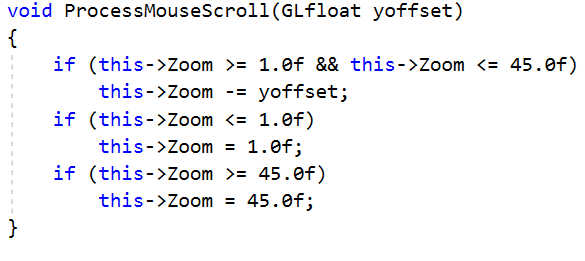 void ProcessMouseScroll(GLfloat yoffset)
{
    if (this->Zoom >= 1.0f && this->Zoom <= 45.0f)
        this->Zoom -= yoffset;
    if (this->Zoom <= 1.0f)
        this->Zoom = 1.0f;
    if (this->Zoom >= 45.0f)
        this->Zoom = 45.0f;
}